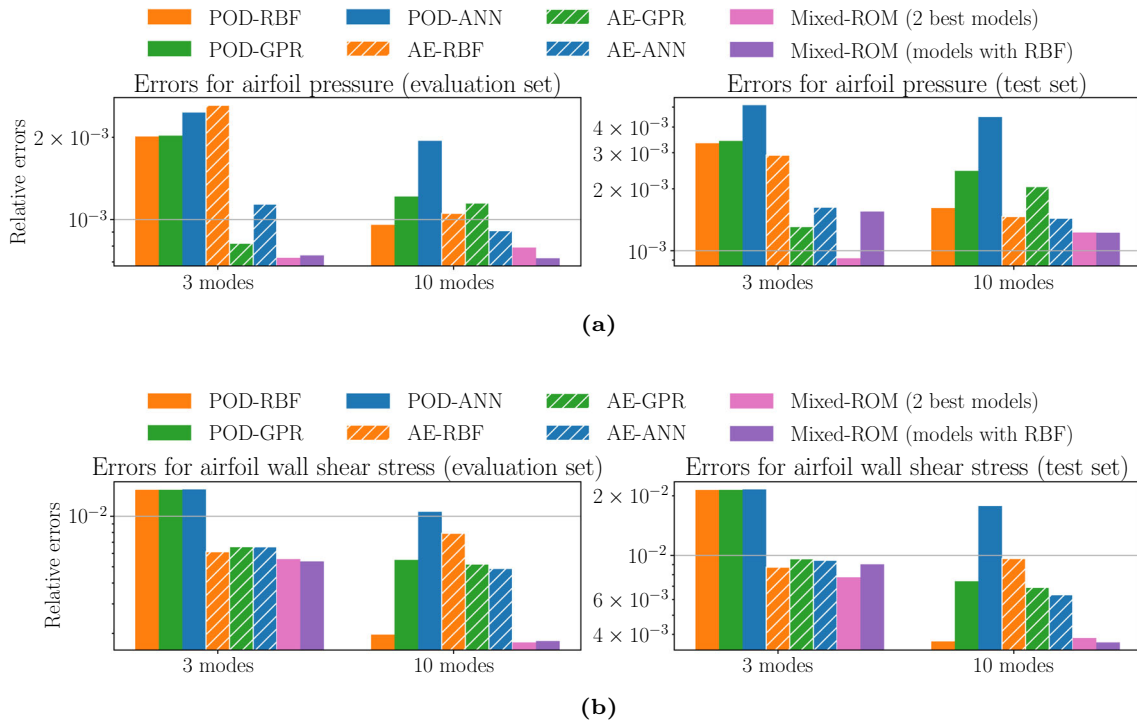 POD-RBF POD-ANN AE-GPR Mixed-ROM (2 best models)
POD-GPR AE-RBF AE-ANN Mixed-ROM (models with RBF)
Errors for airfoil pressure (evaluation set)
Relative errors
2 × 10⁻³
10⁻³
3 modes 10 modes
Errors for airfoil pressure (test set)
4 × 10⁻³
3 × 10⁻³
2 × 10⁻³
10⁻³
3 modes 10 modes
(a)
POD-RBF POD-ANN AE-GPR Mixed-ROM (2 best models)
POD-GPR AE-RBF AE-ANN Mixed-ROM (models with RBF)
Errors for airfoil wall shear stress (evaluation set)
Relative errors
10⁻²
3 modes 10 modes
Errors for airfoil wall shear stress (test set)
2 × 10⁻²
10⁻²
6 × 10⁻³
4 × 10⁻³
3 modes 10 modes
(b)